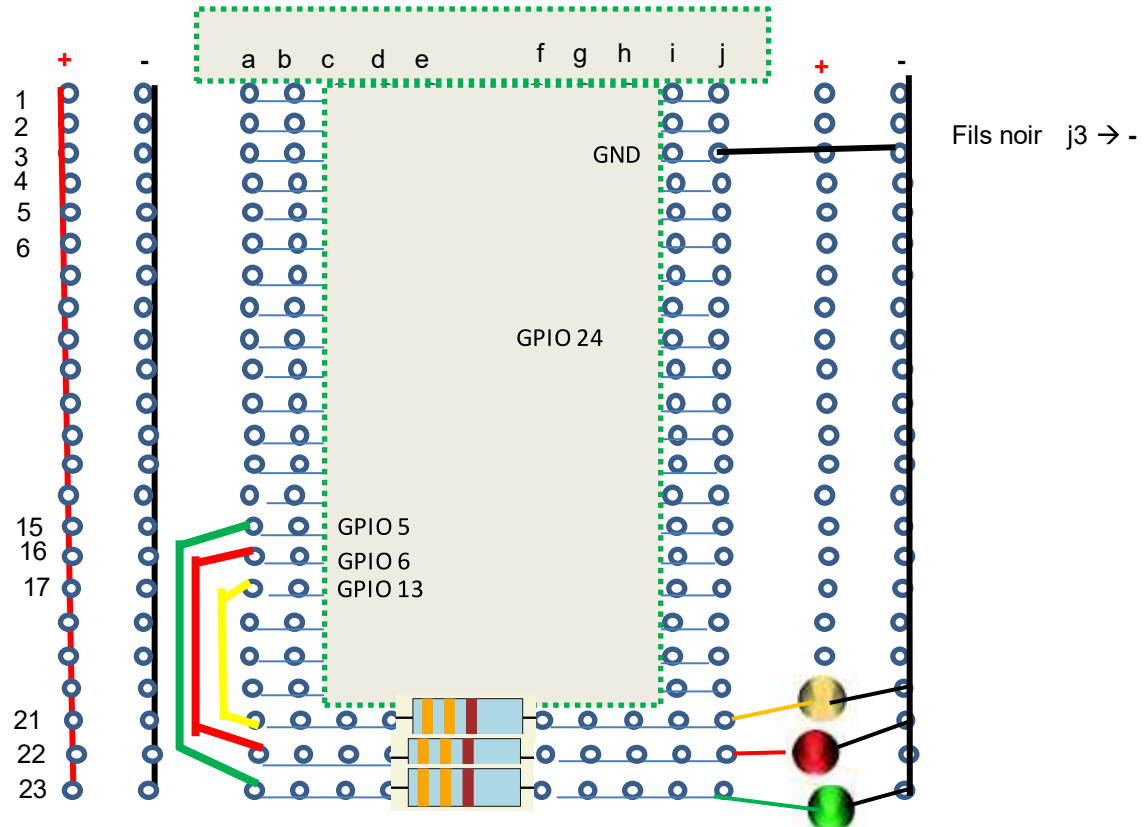 a b c d e f g h i j
+ - + -
1
2
3 GND Fils noir j3 → -
4
5
6
GPIO 24
15 GPIO 5
16 GPIO 6
17 GPIO 13
21
22
23